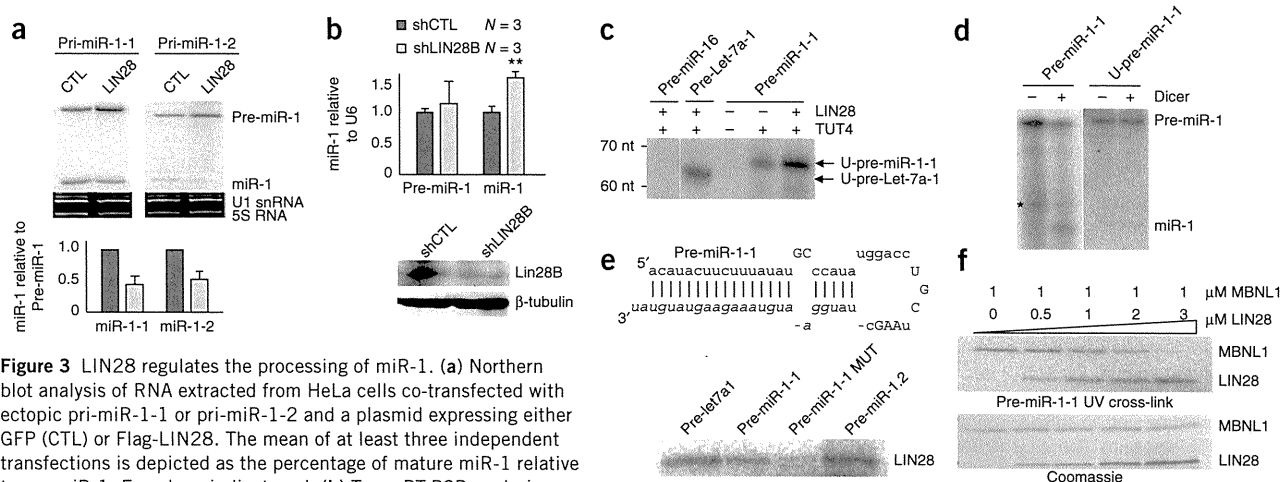 a
Pri-miR-1-1 Pri-miR-1-2
CTL LIN28 CTL LIN28
Pre-miR-1
miR-1
U1 snRNA
5S RNA
miR-1 relative to Pre-miR-1
1.0
0.5
0
miR-1-1 miR-1-2
b
shCTL N = 3
shLIN28B N = 3
**
miR-1 relative to U6
1.5
1.0
0.5
0
Pre-miR-1 miR-1
shCTL shLIN28B
Lin28B
β-tubulin
c
Pre-miR-16 Pre-Let-7a-1 Pre-miR-1-1
+ + – – + LIN28
+ + – + + TUT4
70 nt
60 nt
U-pre-miR-1-1
U-pre-Let-7a-1
d
Pre-miR-1-1 U-pre-miR-1-1
– + – + Dicer
Pre-miR-1
*
miR-1
e
Pre-miR-1-1 GC uggacc
5′ acauacuucuuuauau ccaua U
G
3′ uauguaugaagaaaugua gguau C
-a -cGAAu
Pre-let7a1 Pre-miR-1-1 Pre-miR-1-1 MUT Pre-miR-1.2
LIN28
f
1 1 1 1 1 µM MBNL1
0 0.5 1 2 3 µM LIN28
MBNL1
LIN28
Pre-miR-1-1 UV cross-link
MBNL1
LIN28
Coomassie
Figure 3 LIN28 regulates the processing of miR-1. (a) Northern
blot analysis of RNA extracted from HeLa cells co-transfected with
ectopic pri-miR-1-1 or pri-miR-1-2 and a plasmid expressing either
GFP (CTL) or Flag-LIN28. The mean of at least three independent
transfections is depicted as the percentage of mature miR-1 relative